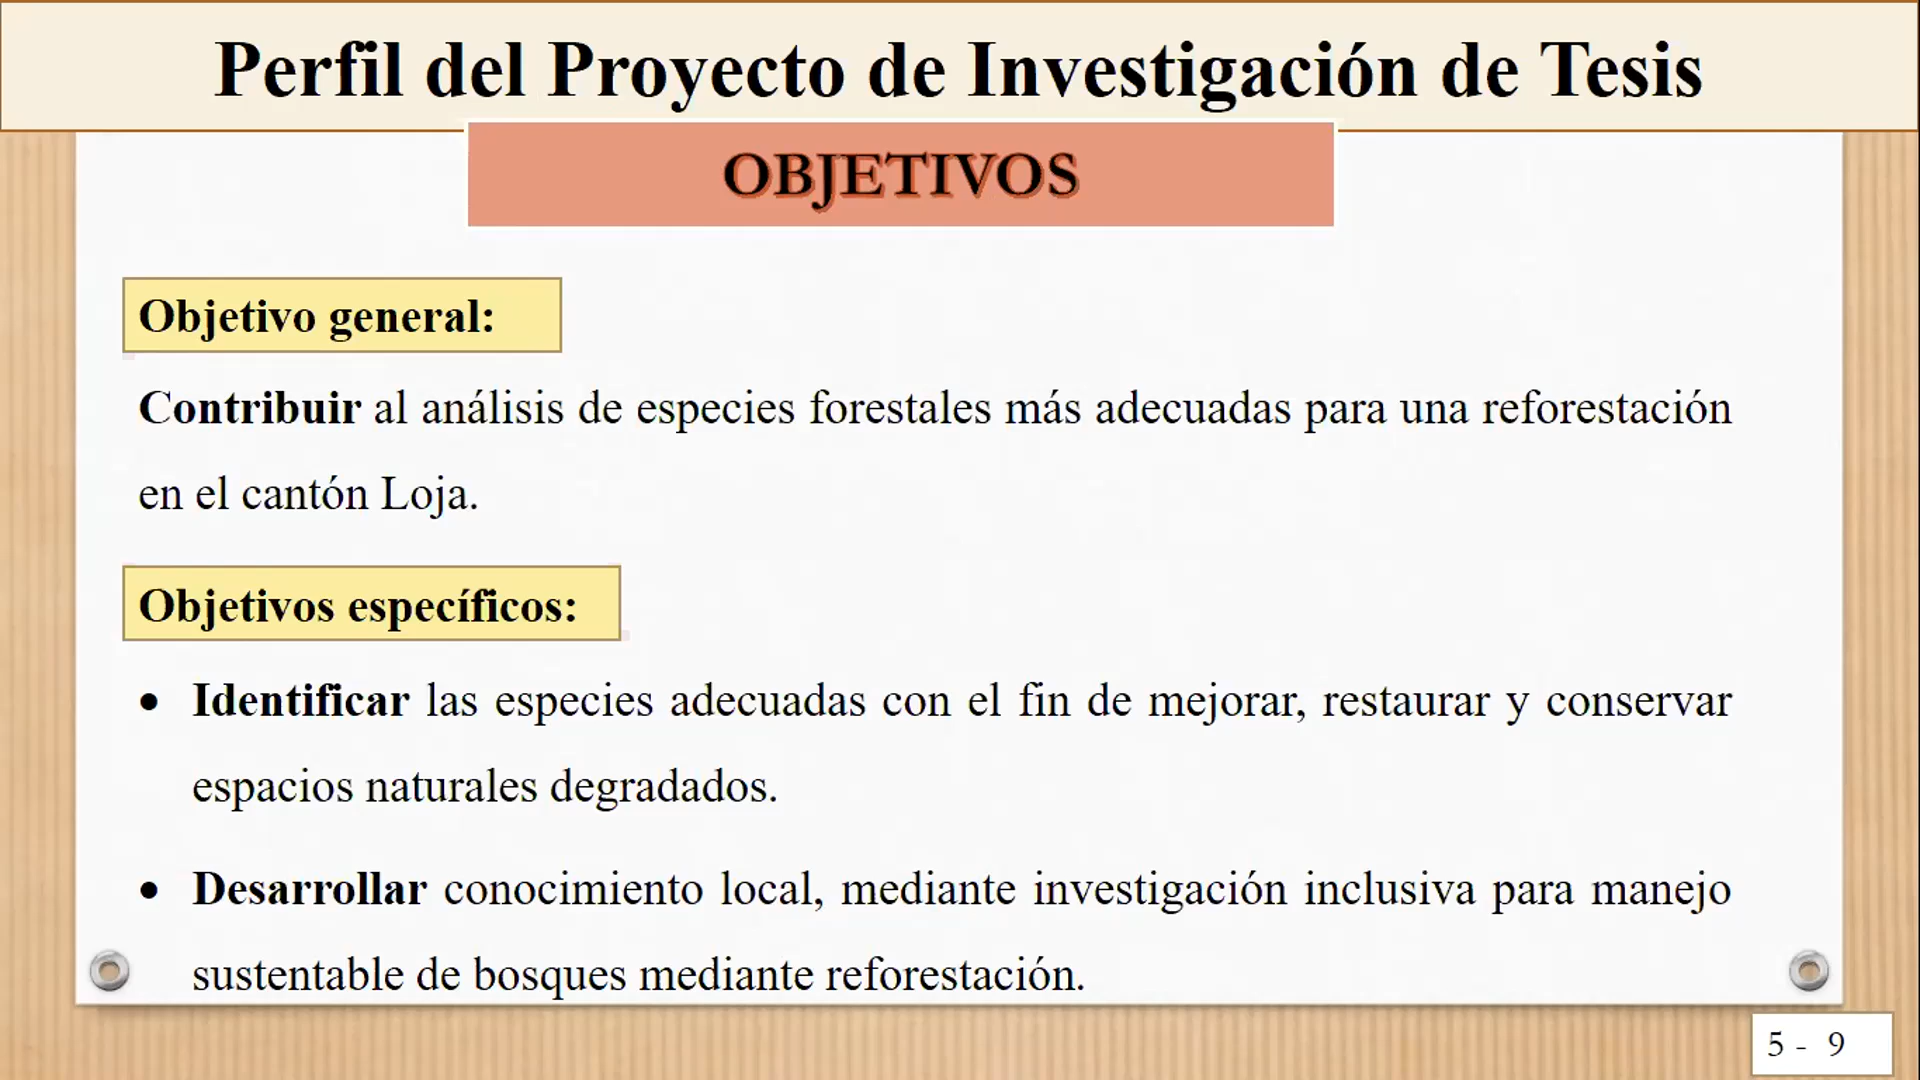 Perfil del Proyecto de Investigación de Tesis
OBJETIVOS
Objetivo general:
Contribuir al análisis de especies forestales más adecuadas para una reforestación
en el cantón Loja.
Objetivos específicos:
• Identificar las especies adecuadas con el fin de mejorar, restaurar y conservar
espacios naturales degradados.
• Desarrollar conocimiento local, mediante investigación inclusiva para manejo
sustentable de bosques mediante reforestación.
5 - 9